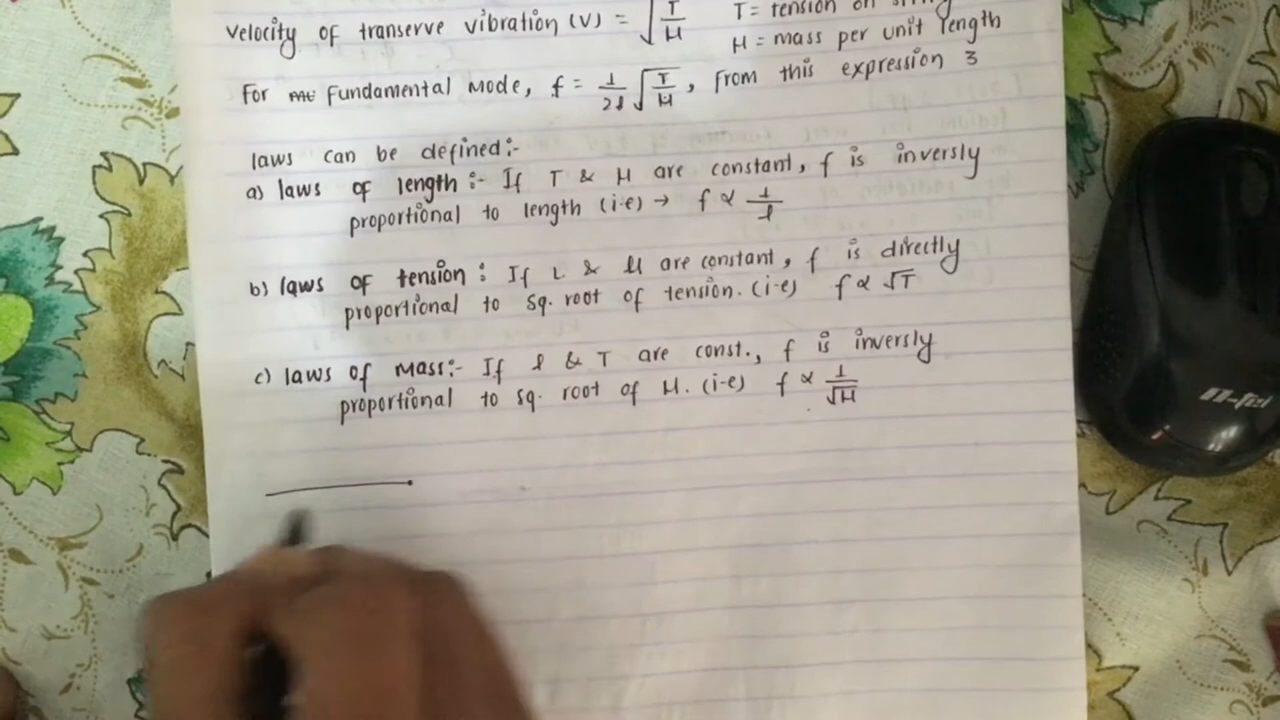 velocity of transerve vibration (v) = √T/μ T = tension on string
μ = mass per unit length
For fundamental mode, f = 1/2l √T/μ, from this expression 3
laws can be defined:-
a) laws of length :- If T & μ are constant, f is inversly
proportional to length (i.e) → f ∝ 1/l
b) laws of tension : If L & μ are constant, f is directly
proportional to sq. root of tension. (i-e) f ∝ √T
c) laws of mass:- If l & T are const., f is inversly
proportional to sq. root of μ. (i-e) f ∝ 1/√μ